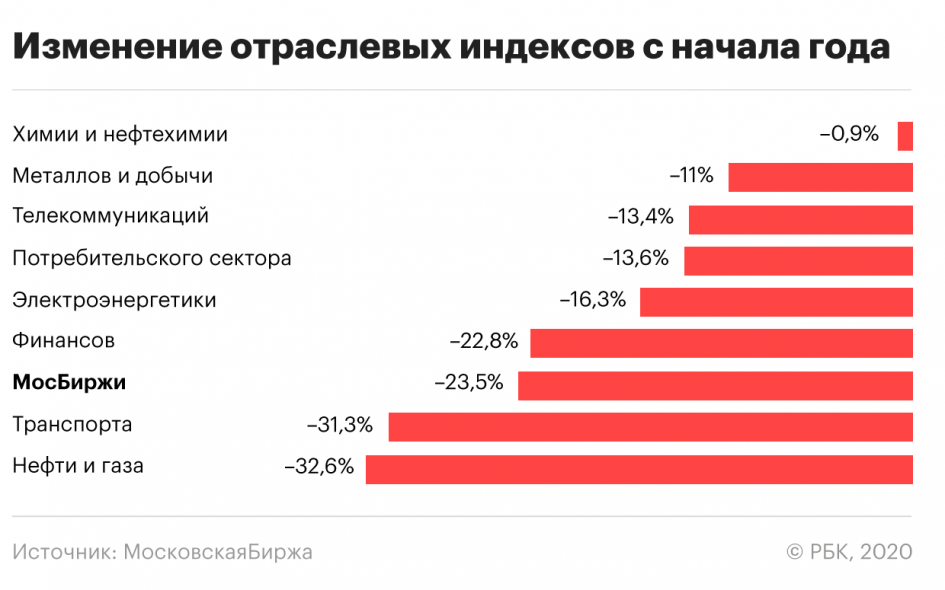 Изменение отраслевых индексов с начала года
Химии и нефтехимии –0,9%
Металлов и добычи –11%
Телекоммуникаций –13,4%
Потребительского сектора –13,6%
Электроэнергетики –16,3%
Финансов –22,8%
МосБиржи –23,5%
Транспорта –31,3%
Нефти и газа –32,6%
Источник: МосковскаяБиржа © РБК, 2020